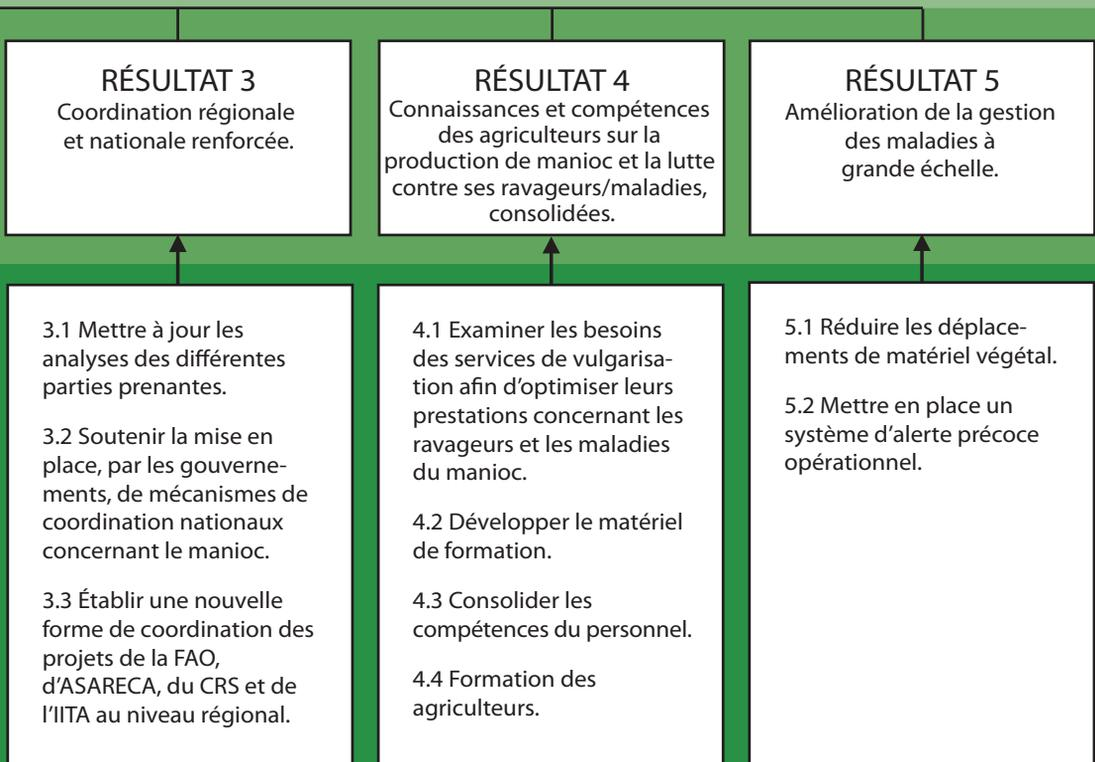 RÉSULTAT 3
Coordination régionale
et nationale renforcée.
RÉSULTAT 4
Connaissances et compétences
des agriculteurs sur la
production de manioc et la lutte
contre ses ravageurs/maladies,
consolidées.
RÉSULTAT 5
Amélioration de la gestion
des maladies à
grande échelle.
3.1 Mettre à jour les
analyses des différentes
parties prenantes.
3.2 Soutenir la mise en
place, par les gouverne-
ments, de mécanismes de
coordination nationaux
concernant le manioc.
3.3 Établir une nouvelle
forme de coordination des
projets de la FAO,
d'ASARECA, du CRS et de
l'IITA au niveau régional.
4.1 Examiner les besoins
des services de vulgarisa-
tion afin d'optimiser leurs
prestations concernant les
ravageurs et les maladies
du manioc.
4.2 Développer le matériel
de formation.
4.3 Consolider les
compétences du personnel.
4.4 Formation des
agriculteurs.
5.1 Réduire les déplace-
ments de matériel végétal.
5.2 Mettre en place un
système d'alerte précoce
opérationnel.